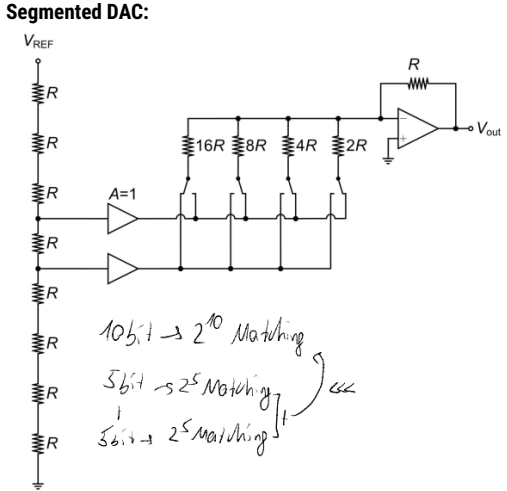 Segmented DAC:
VREF
R
R
R
R
R
R
R
R
A=1
16R 8R 4R 2R
R
Vout
10bit → 2^10 Matching
5bit → 2^5 Matching
+
5bit → 2^5 Matching
+
<<<